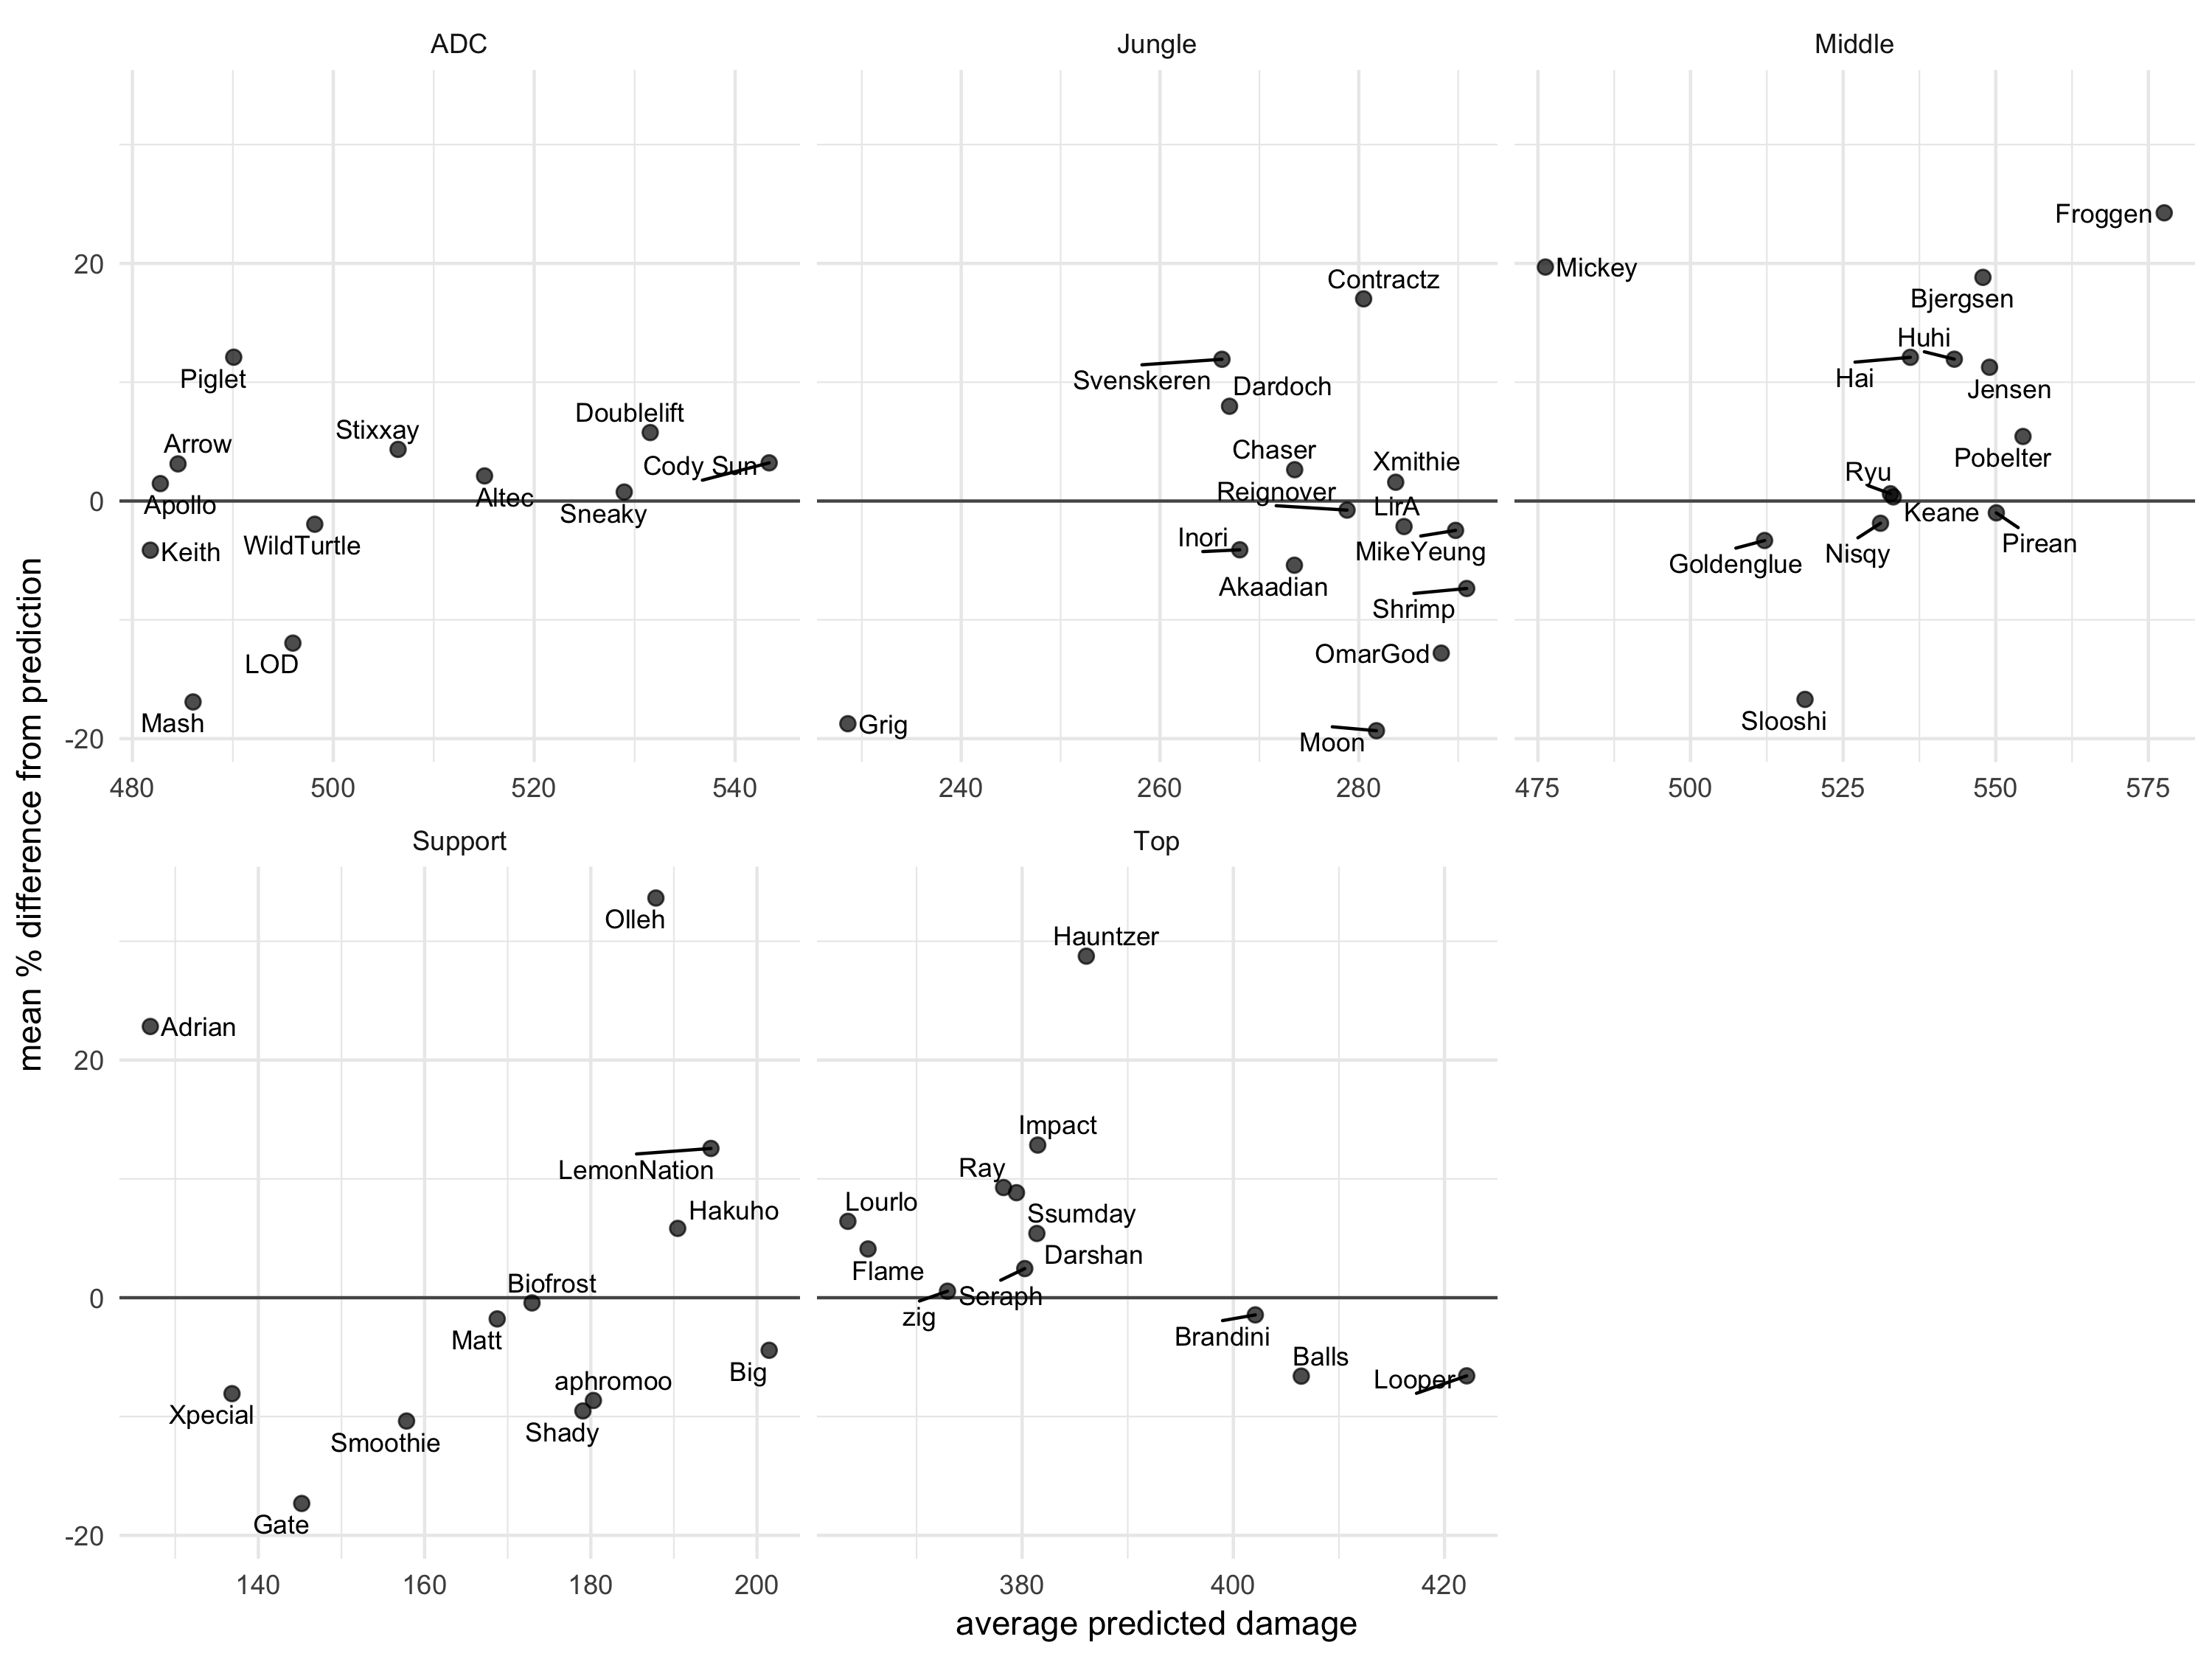 ADC
Jungle
Middle
mean % difference from prediction
20
0
-20
Piglet
Arrow
Apollo
Keith
WildTurtle
LOD
Mash
Stixxay
Altec
Doublelift
Cody Sun
Sneaky
480
500
520
540
Contractz
Svenskeren
Dardoch
Chaser
Xmithie
Reignover
LirA
Inori
MikeYeung
Akaadian
Shrimp
OmarGod
Grig
Moon
240
260
280
Froggen
Mickey
Bjergsen
Huhi
Hai
Jensen
Pobelter
Ryu
Keane
Pirean
Nisqy
Goldenglue
Slooshi
475
500
525
550
575
Support
Top
20
0
-20
Olleh
Adrian
LemonNation
Hakuho
Biofrost
Matt
Big
aphromoo
Shady
Xpecial
Smoothie
Gate
140
160
180
200
Hauntzer
Impact
Ray
Lourlo
Ssumday
Darshan
Flame
Seraph
zig
Brandini
Balls
Looper
380
400
420
average predicted damage